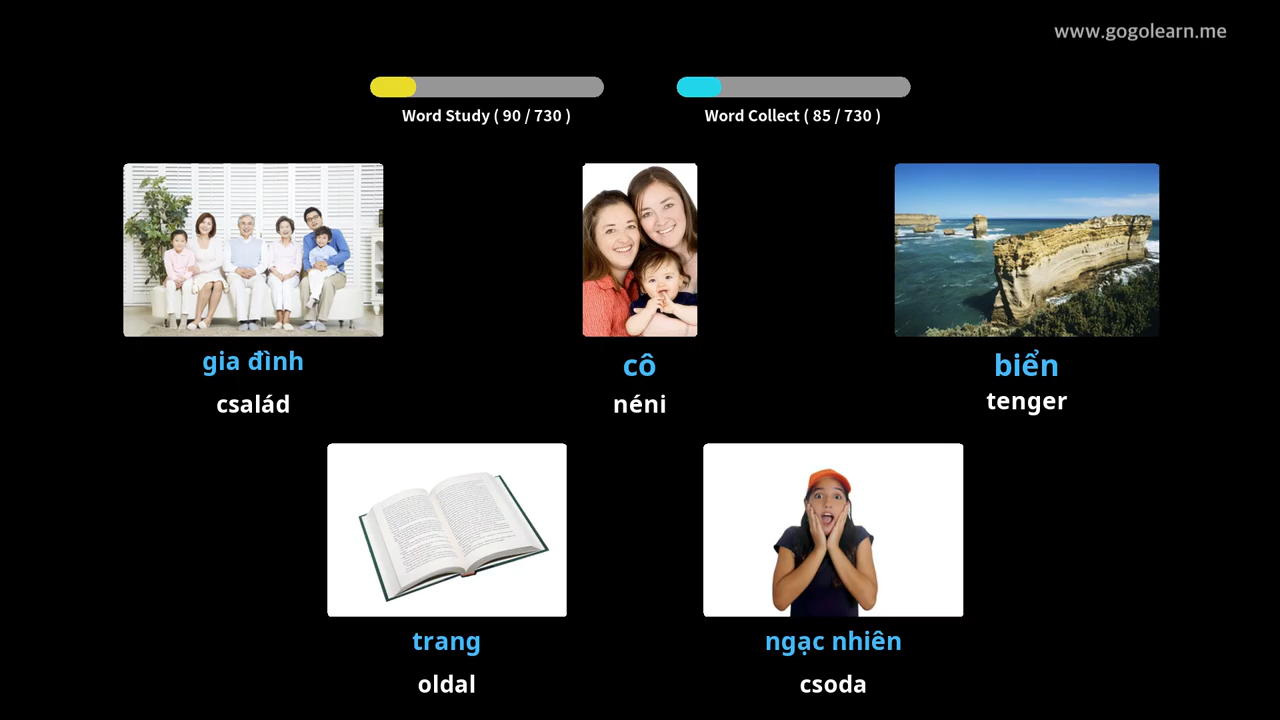 www.gogolearn.me
Word Study ( 90 / 730 )
Word Collect ( 85 / 730 )
gia đình
család
cô
néni
biển
tenger
trang
oldal
ngạc nhiên
csoda